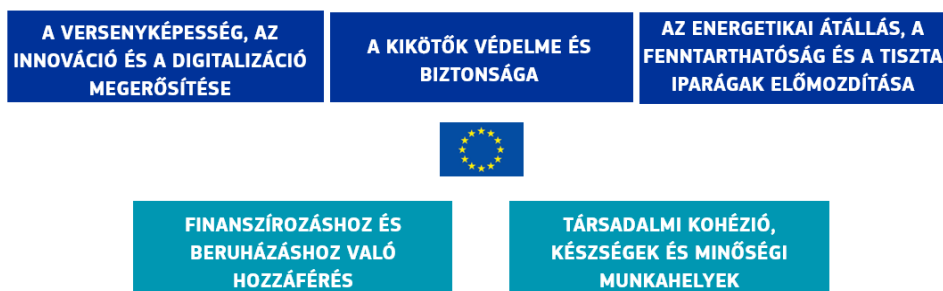 A VERSENYKÉPESSÉG, AZ
INNOVÁCIÓ ÉS A DIGITALIZÁCIÓ
MEGERŐSÍTÉSE
A KIKÖTŐK VÉDELME ÉS
BIZTONSÁGA
AZ ENERGETIKAI ÁTÁLLÁS, A
FENNTARTHATÓSÁG ÉS A TISZTA
IPARÁGAK ELŐMOZDÍTÁSA
FINANSZÍROZÁSHOZ ÉS
BERUHÁZÁSHOZ VALÓ
HOZZÁFÉRÉS
TÁRSADALMI KOHÉZIÓ,
KÉSZSÉGEK ÉS MINŐSÉGI
MUNKAHELYEK